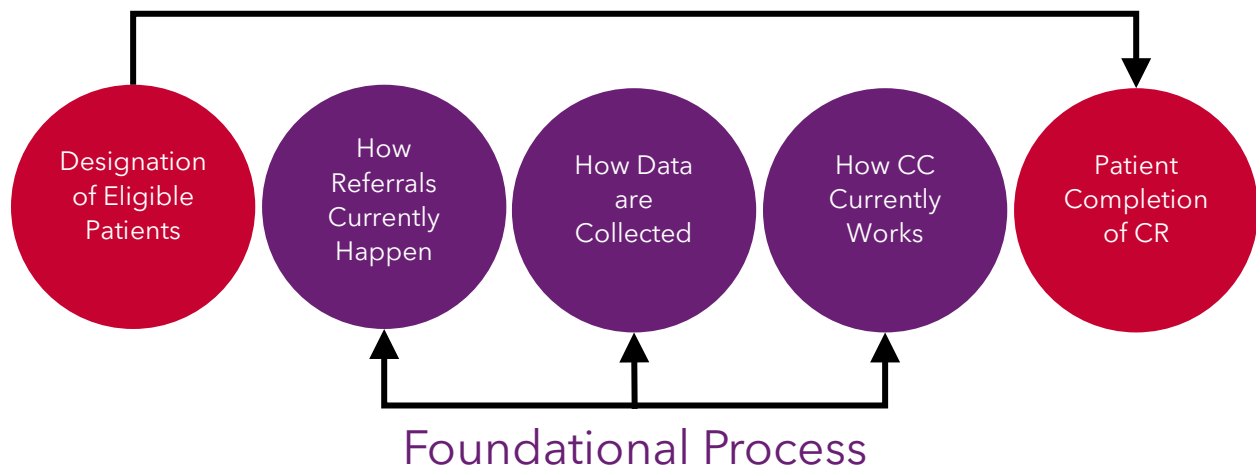 Designation
of Eligible
Patients
How
Referrals
Currently
Happen
How Data
are
Collected
How CC
Currently
Works
Patient
Completion
of CR
Foundational Process